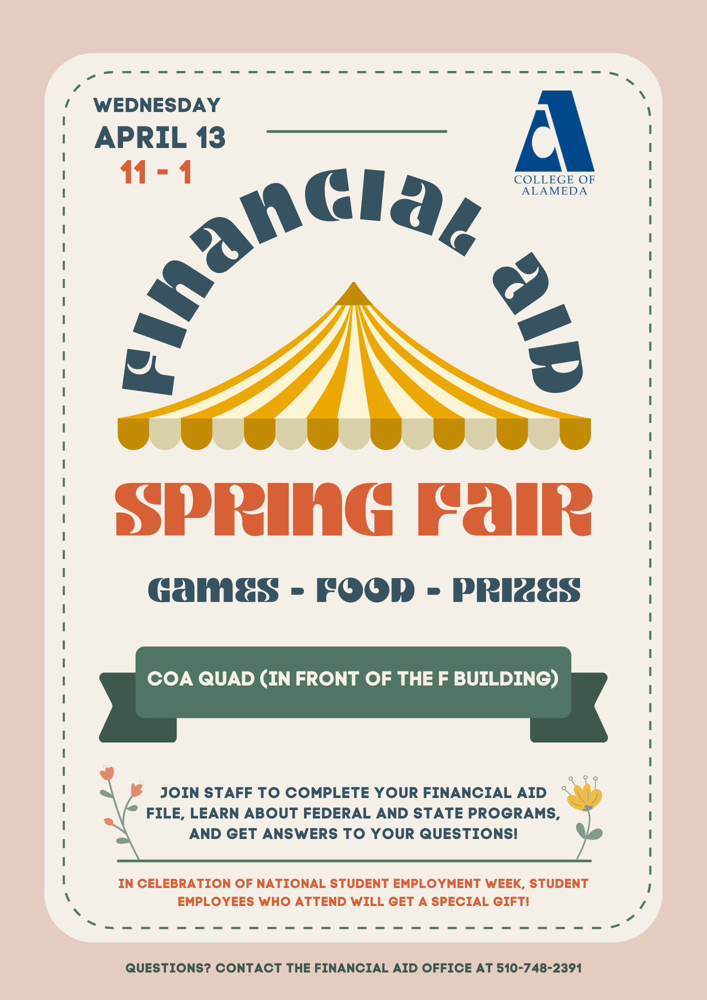 WEDNESDAY
APRIL 13
11 - 1
COLLEGE OF
ALAMEDA
FINANCIAL AID
SPRING FAIR
GAMES - FOOD - PRIZES
COA QUAD (IN FRONT OF THE F BUILDING)
JOIN STAFF TO COMPLETE YOUR FINANCIAL AID
FILE, LEARN ABOUT FEDERAL AND STATE PROGRAMS,
AND GET ANSWERS TO YOUR QUESTIONS!
IN CELEBRATION OF NATIONAL STUDENT EMPLOYMENT WEEK, STUDENT
EMPLOYEES WHO ATTEND WILL GET A SPECIAL GIFT!
QUESTIONS? CONTACT THE FINANCIAL AID OFFICE AT 510-748-2391